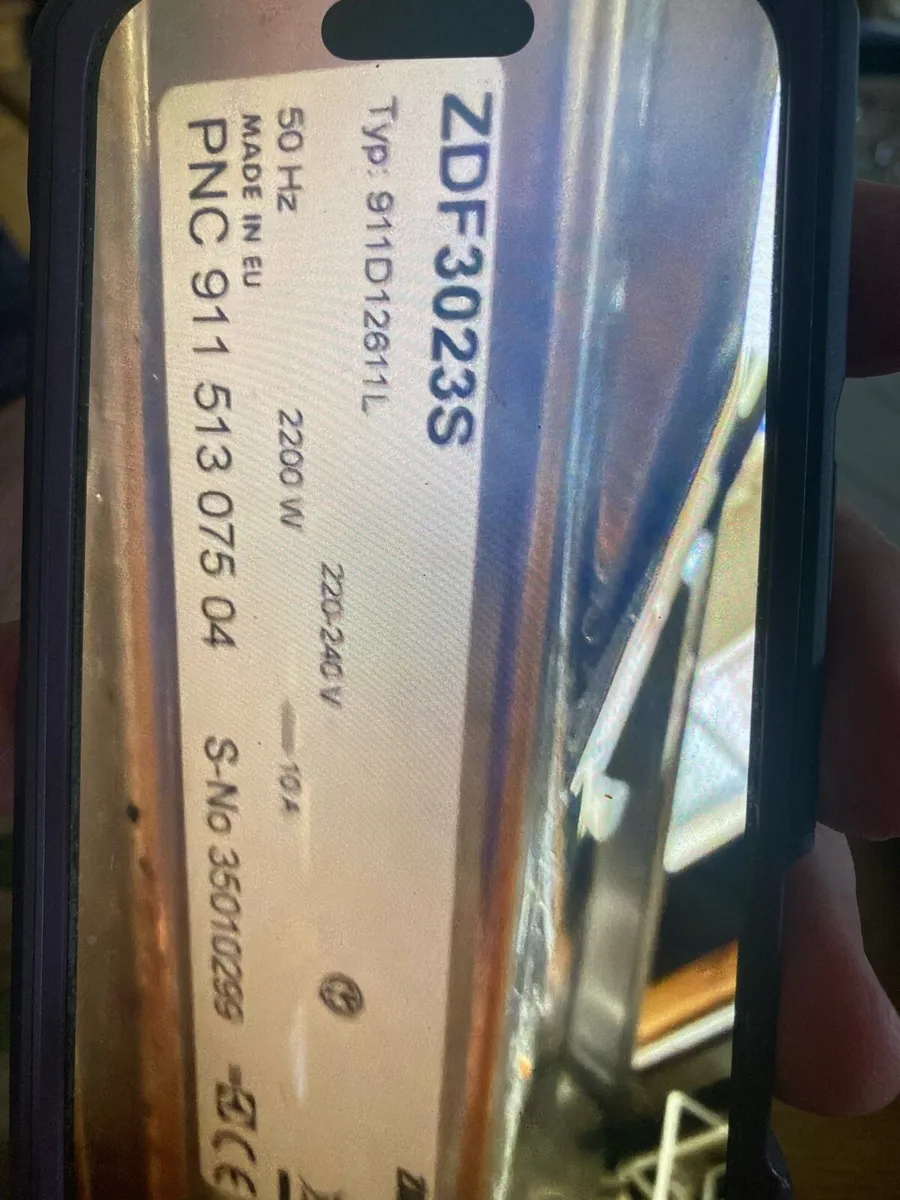 ZDF3023S
Typ: 911D12611L
220-240 V
50 Hz 2200 W 10 A
MADE IN EU
PNC 911 513 075 04 S-No 35010299
CE